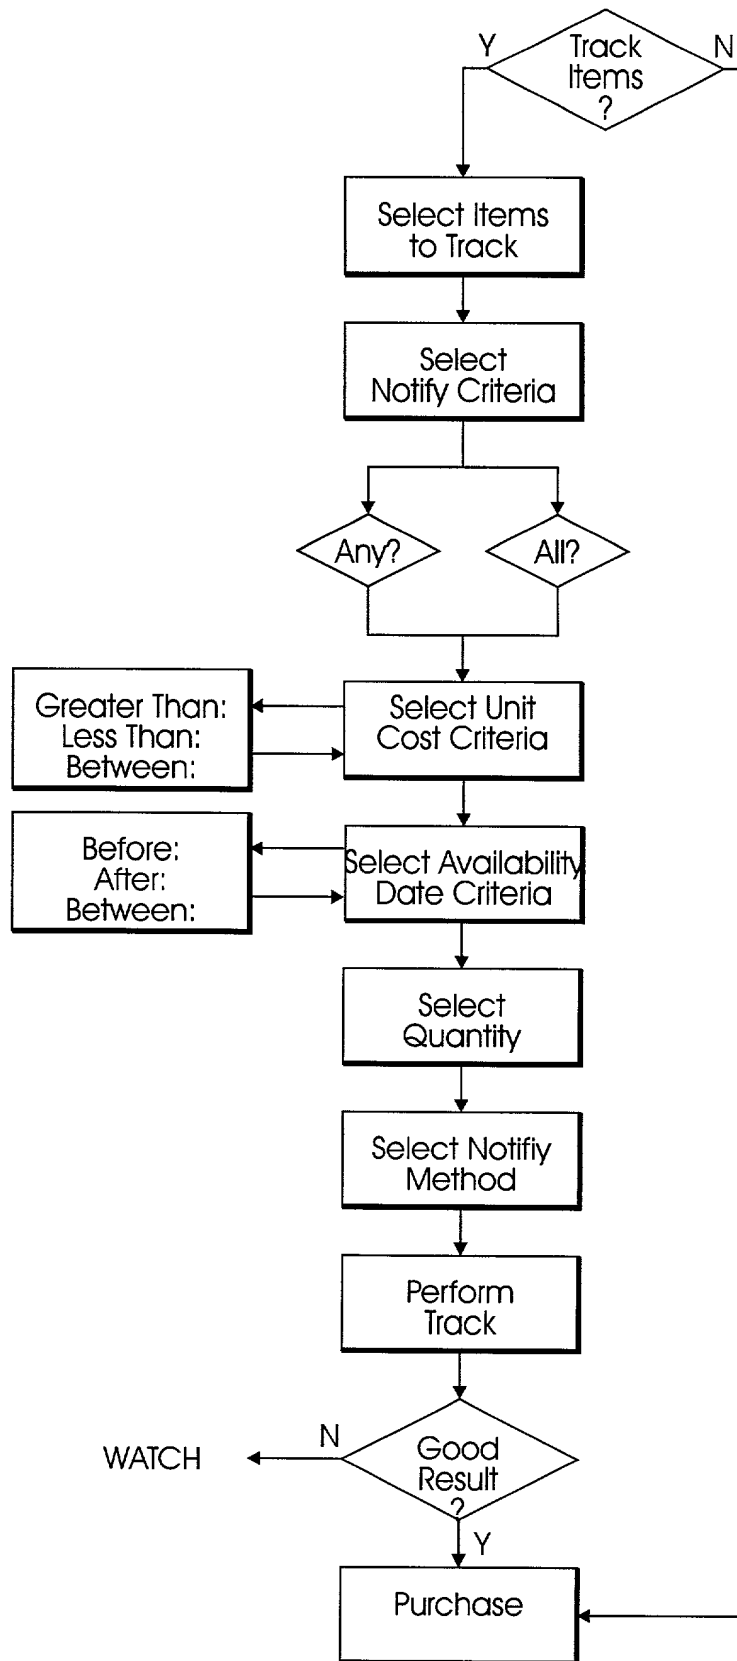 Y
Track
N
Items
?
Select Items
to Track
Select
Notify Criteria
Any?
All?
Greater Than:
Less Than:
Between:
Select Unit
Cost Criteria
Before:
After:
Between:
Select Availability
Date Criteria
Select
Quantity
Select Notifiy
Method
Perform
Track
WATCH
N
Good
Result
?
Y
Purchase